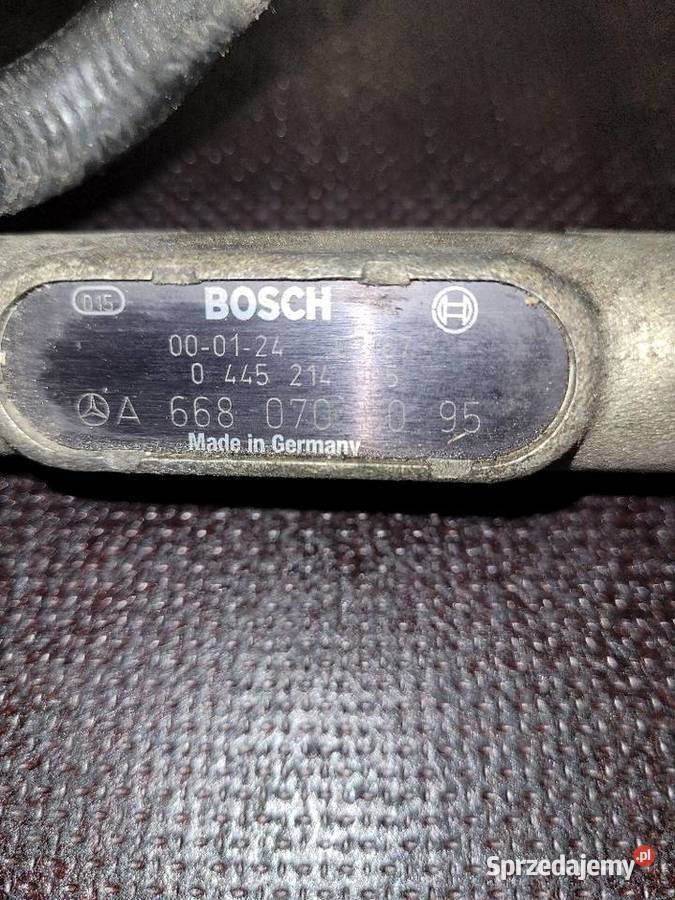 015 BOSCH
00-01-24
0 445 214
A 668 070 95
Made in Germany
Sprzedajemy.pl